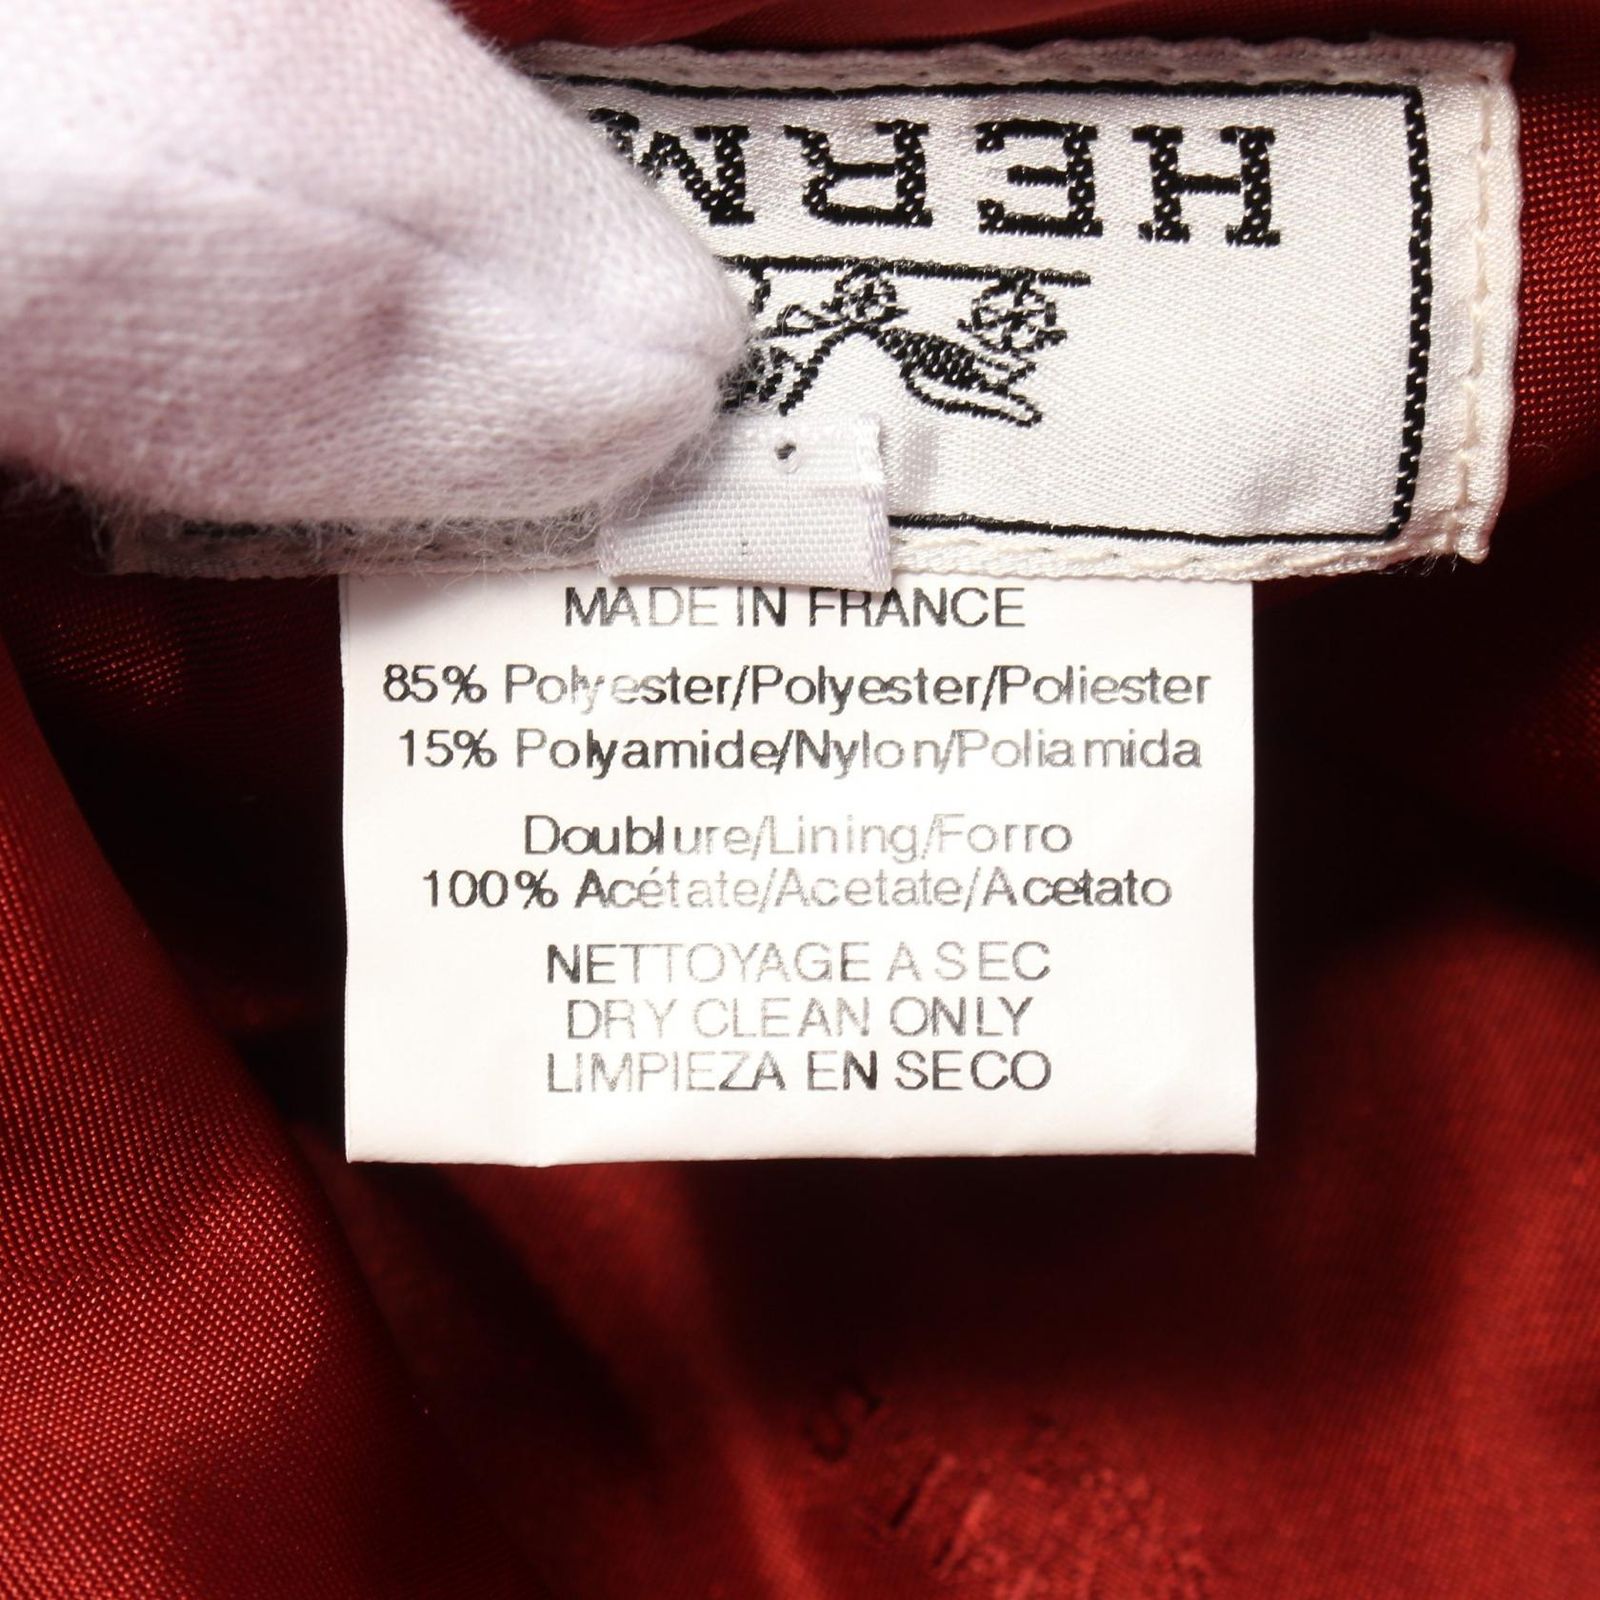 HERM
MADE IN FRANCE
85% Polyester/Polyester/Poliester
15% Polyamide/Nylon/Poliamida
Doublure/Lining/Forro
100% Acétate/Acetate/Acetato
NETTOYAGE A SEC
DRY CLEAN ONLY
LIMPIEZA EN SECO